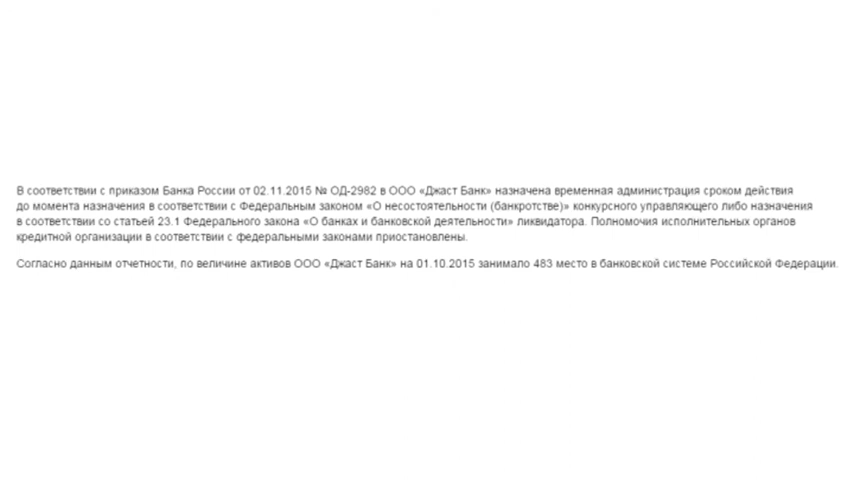 В соответствии с приказом Банка России от 02.11.2015 № ОД-2982 в ООО «Джаст Банк» назначена временная администрация сроком действия
до момента назначения в соответствии с Федеральным законом «О несостоятельности (банкротстве)» конкурсного управляющего либо назначения
в соответствии со статьей 23.1 Федерального закона «О банках и банковской деятельности» ликвидатора. Полномочия исполнительных органов
кредитной организации в соответствии с федеральными законами приостановлены.
Согласно данным отчетности, по величине активов ООО «Джаст Банк» на 01.10.2015 занимало 483 место в банковской системе Российской Федерации.